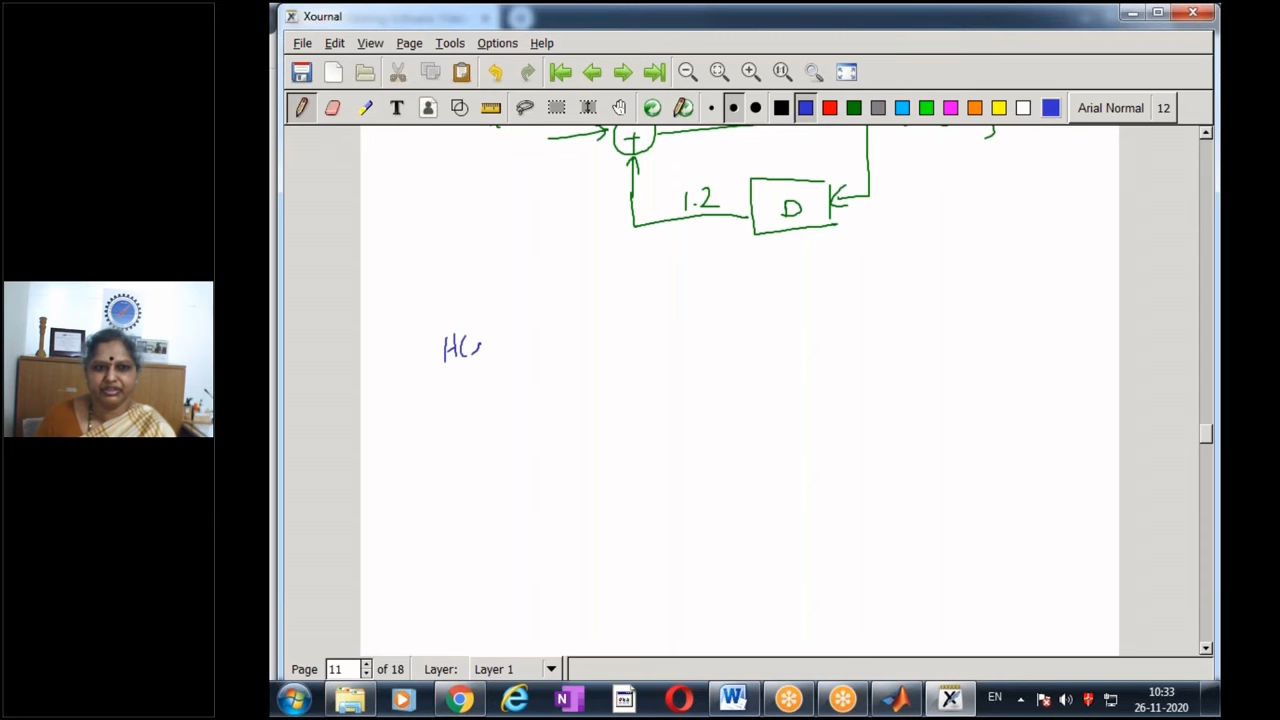 Xournal
File Edit View Page Tools Options Help
T
Arial Normal 12
+
1.2
D
H(s
Page 11 of 18 Layer: Layer 1
EN
10:33
26-11-2020